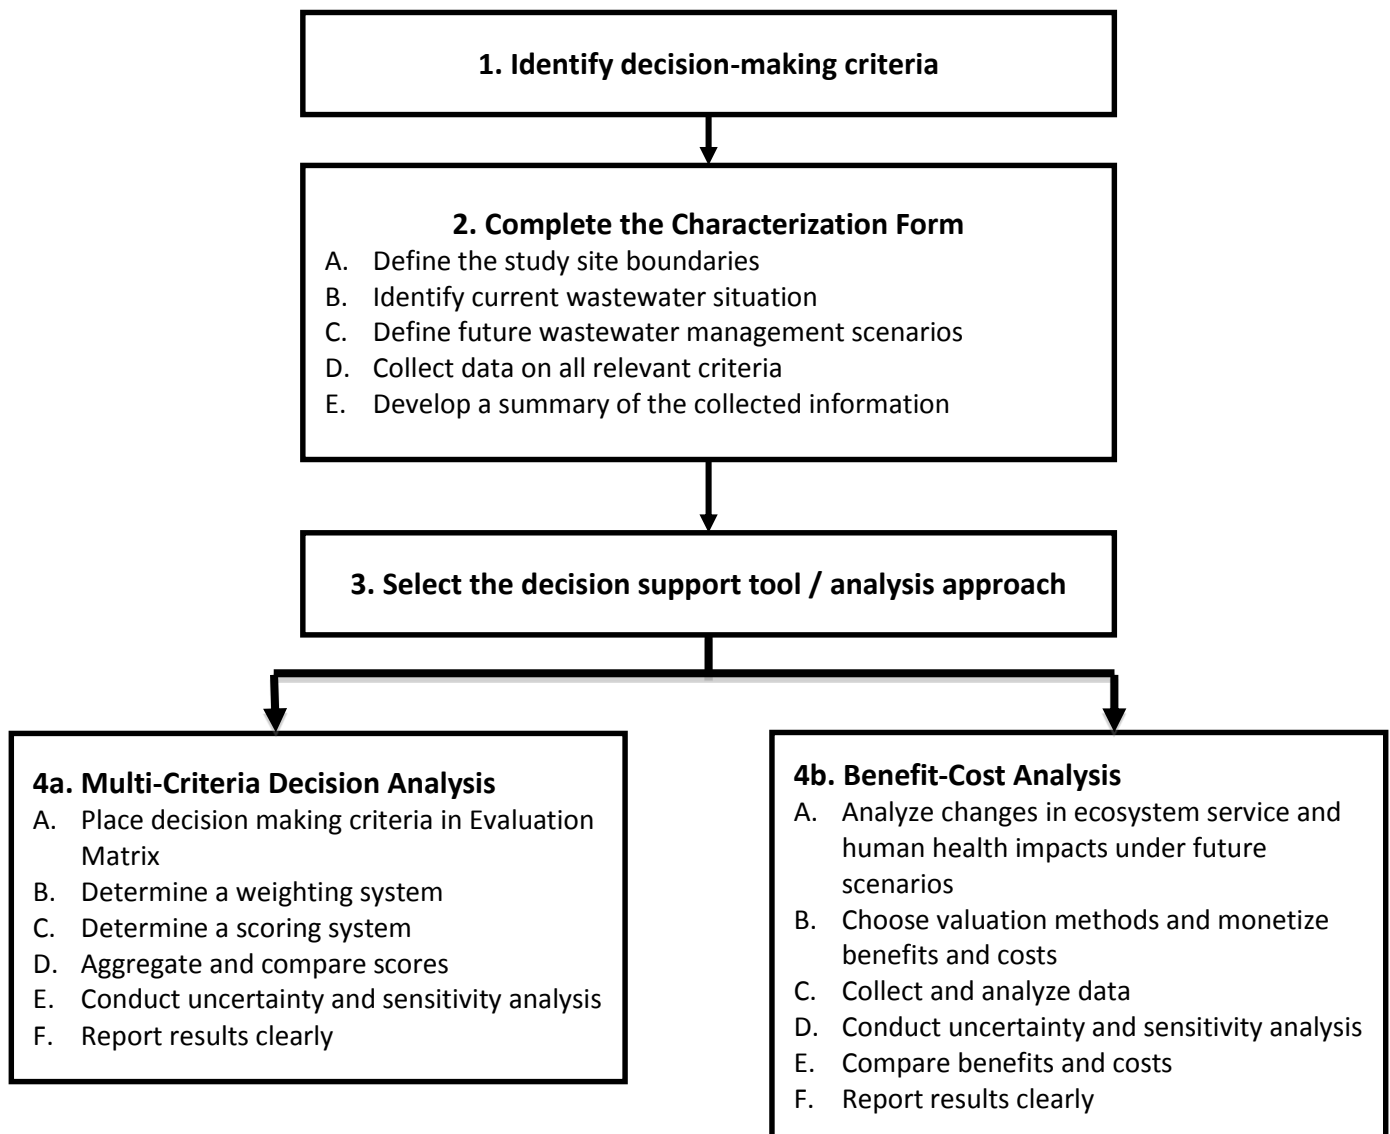 1. Identify decision-making criteria
2. Complete the Characterization Form
A. Define the study site boundaries
B. Identify current wastewater situation
C. Define future wastewater management scenarios
D. Collect data on all relevant criteria
E. Develop a summary of the collected information
3. Select the decision support tool / analysis approach
4a. Multi-Criteria Decision Analysis
A. Place decision making criteria in Evaluation
Matrix
B. Determine a weighting system
C. Determine a scoring system
D. Aggregate and compare scores
E. Conduct uncertainty and sensitivity analysis
F. Report results clearly
4b. Benefit-Cost Analysis
A. Analyze changes in ecosystem service and
human health impacts under future
scenarios
B. Choose valuation methods and monetize
benefits and costs
C. Collect and analyze data
D. Conduct uncertainty and sensitivity analysis
E. Compare benefits and costs
F. Report results clearly